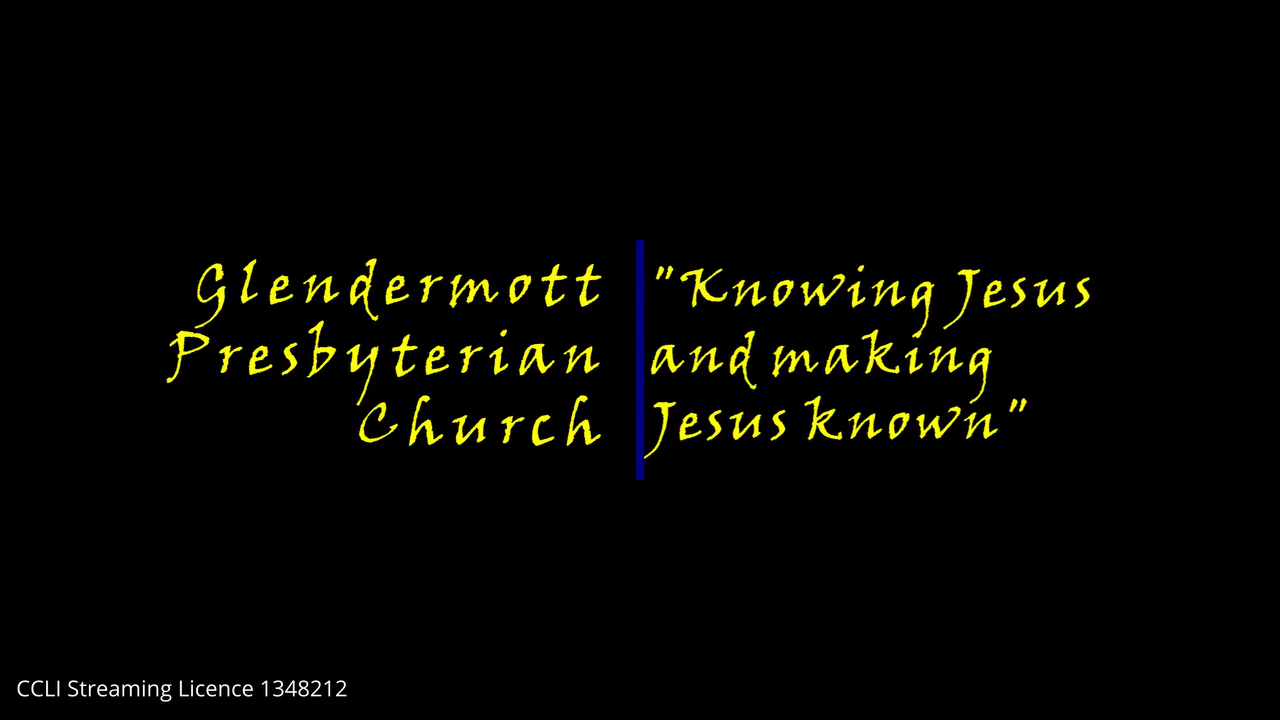 Glendermott
Presbyterian
Church
"Knowing Jesus
and making
Jesus known"
CCLI Streaming Licence 1348212